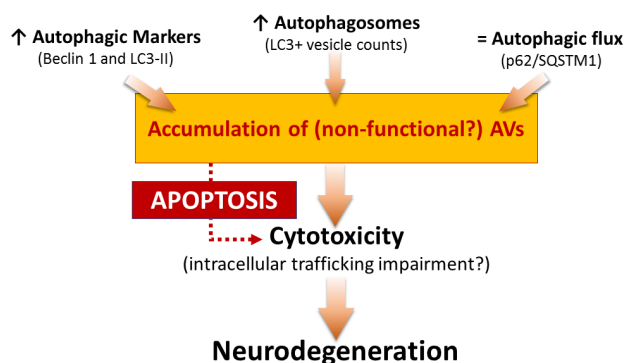 ↑ Autophagic Markers
(Beclin 1 and LC3-II)
↑ Autophagosomes
(LC3+ vesicle counts)
= Autophagic flux
(p62/SQSTM1)
Accumulation of (non-functional?) AVs
APOPTOSIS
Cytotoxicity
(intracellular trafficking impairment?)
Neurodegeneration